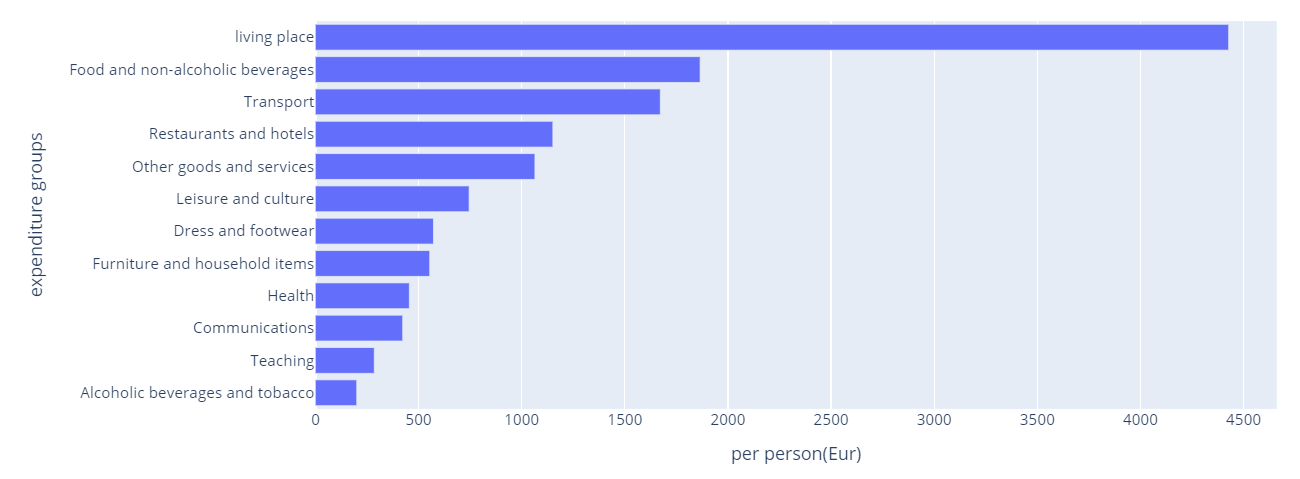 living place
Food and non-alcoholic beverages
Transport
Restaurants and hotels
Other goods and services
Leisure and culture
Dress and footwear
Furniture and household items
Health
Communications
Teaching
Alcoholic beverages and tobacco
expenditure groups
0 500 1000 1500 2000 2500 3000 3500 4000 4500
per person(Eur)